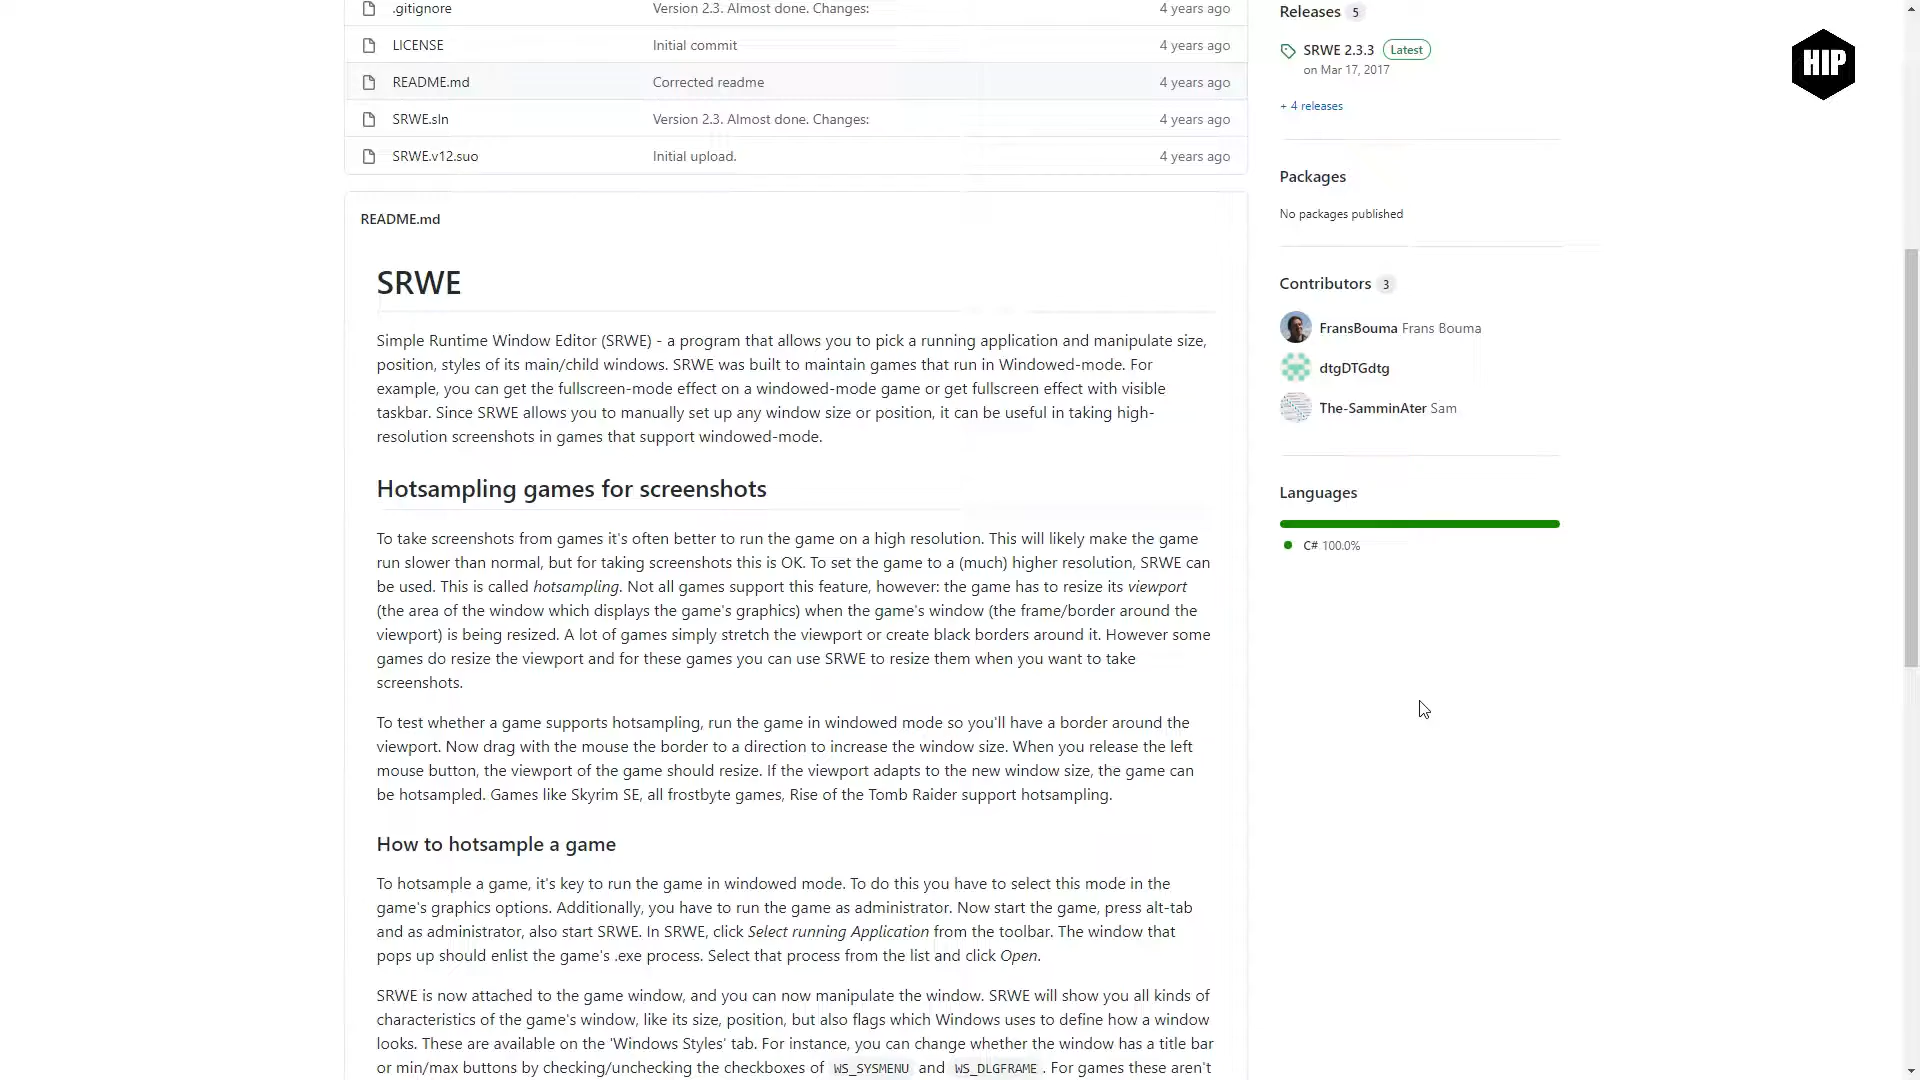 .gitignore Version 2.3. Almost done. Changes: 4 years ago
LICENSE Initial commit 4 years ago
README.md Corrected readme 4 years ago
SRWE.sln Version 2.3. Almost done. Changes: 4 years ago
SRWE.v12.suo Initial upload. 4 years ago
README.md
SRWE
Simple Runtime Window Editor (SRWE) - a program that allows you to pick a running application and manipulate size,
position, styles of its main/child windows. SRWE was built to maintain games that run in Windowed-mode. For
example, you can get the fullscreen-mode effect on a windowed-mode game or get fullscreen effect with visible
taskbar. Since SRWE allows you to manually set up any window size or position, it can be useful in taking high-
resolution screenshots in games that support windowed-mode.
Hotsampling games for screenshots
To take screenshots from games it's often better to run the game on a high resolution. This will likely make the game
run slower than normal, but for taking screenshots this is OK. To set the game to a (much) higher resolution, SRWE can
be used. This is called hotsampling. Not all games support this feature, however: the game has to resize its viewport
(the area of the window which displays the game's graphics) when the game's window (the frame/border around the
viewport) is being resized. A lot of games simply stretch the viewport or create black borders around it. However some
games do resize the viewport and for these games you can use SRWE to resize them when you want to take
screenshots.
To test whether a game supports hotsampling, run the game in windowed mode so you'll have a border around the
viewport. Now drag with the mouse the border to a direction to increase the window size. When you release the left
mouse button, the viewport of the game should resize. If the viewport adapts to the new window size, the game can
be hotsampled. Games like Skyrim SE, all frostbyte games, Rise of the Tomb Raider support hotsampling.
How to hotsample a game
To hotsample a game, it's key to run the game in windowed mode. To do this you have to select this mode in the
game's graphics options. Additionally, you have to run the game as administrator. Now start the game, press alt-tab
and as administrator, also start SRWE. In SRWE, click Select running Application from the toolbar. The window that
pops up should enlist the game's .exe process. Select that process from the list and click Open.
SRWE is now attached to the game window, and you can now manipulate the window. SRWE will show you all kinds of
characteristics of the game's window, like its size, position, but also flags which Windows uses to define how a window
looks. These are available on the 'Windows Styles' tab. For instance, you can change whether the window has a title bar
or min/max buttons by checking/unchecking the checkboxes of WS_SYSMENU and WS_DLGFRAME. For games these aren't
Releases 5
SRWE 2.3.3 Latest
on Mar 17, 2017
+ 4 releases
Packages
No packages published
Contributors 3
FransBouma Frans Bouma
dtgDTGdtg
The-SamminAter Sam
Languages
C# 100.0%
HIP